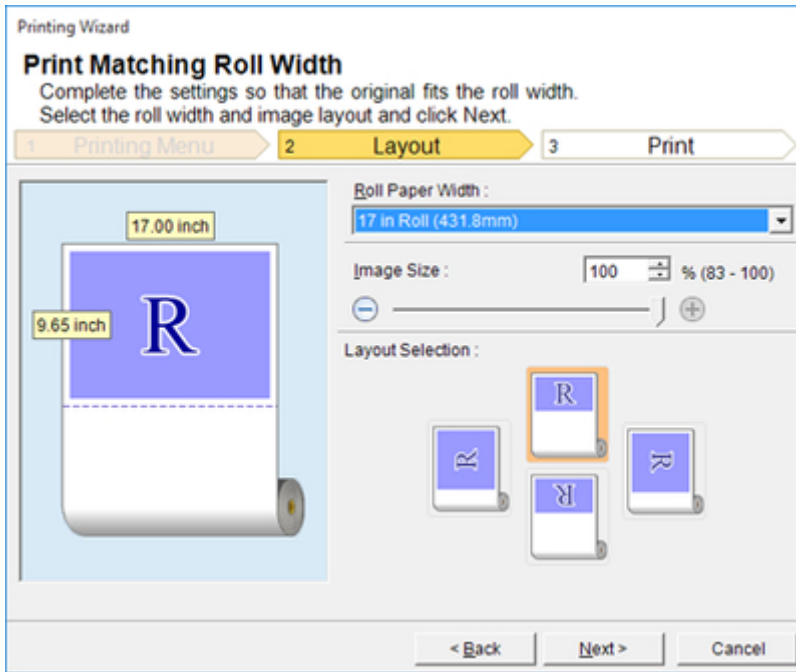 Printing Wizard
Print Matching Roll Width
Complete the settings so that the original fits the roll width.
Select the roll width and image layout and click Next.
1 Printing Menu 2 Layout 3 Print
Roll Paper Width :
17 in Roll (431.8mm)
17.00 inch
Image Size : 100 % (83 - 100)
9.65 inch
R
Layout Selection :
R
R
R
R
< Back Next > Cancel